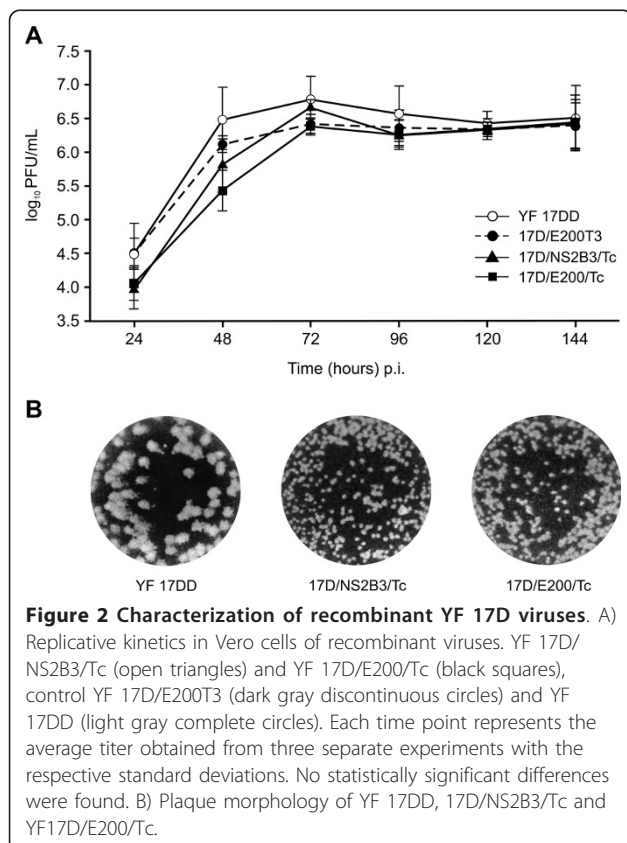 A
7.5
7.0
6.5
6.0
5.5
5.0
4.5
4.0
3.5
log10 PFU/mL
YF 17DD
17D/E200T3
17D/NS2B3/Tc
17D/E200/Tc
24 48 72 96 120 144
Time (hours) p.i.
B
YF 17DD 17D/NS2B3/Tc 17D/E200/Tc
Figure 2 Characterization of recombinant YF 17D viruses. A)
Replicative kinetics in Vero cells of recombinant viruses. YF 17D/
NS2B3/Tc (open triangles) and YF 17D/E200/Tc (black squares),
control YF 17D/E200T3 (dark gray discontinuous circles) and YF
17DD (light gray complete circles). Each time point represents the
average titer obtained from three separate experiments with the
respective standard deviations. No statistically significant differences
were found. B) Plaque morphology of YF 17DD, 17D/NS2B3/Tc and
YF17D/E200/Tc.